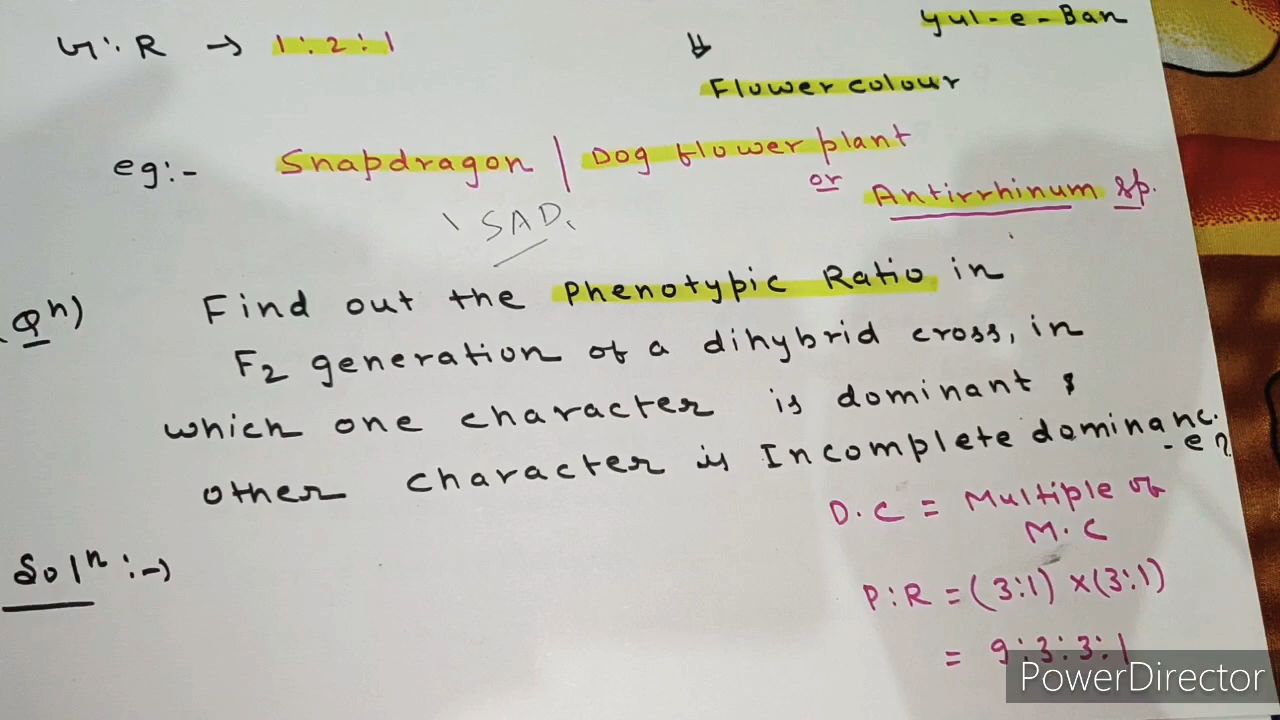 G:R → 1:2:1
gul-e-Ban
⇓
Flower colour
eg:- Snapdragon | Dog flower plant
or Antirrhinum sp.
\ SAD.
Qⁿ) Find out the Phenotypic Ratio in
F₂ generation of a dihybrid cross, in
which one character is dominant &
other character is Incomplete dominanc-
-e?
D.C = Multiple of
M.C
Solⁿ :→
P:R = (3:1) ×(3:1)
= 9:3:3:1
PowerDirector